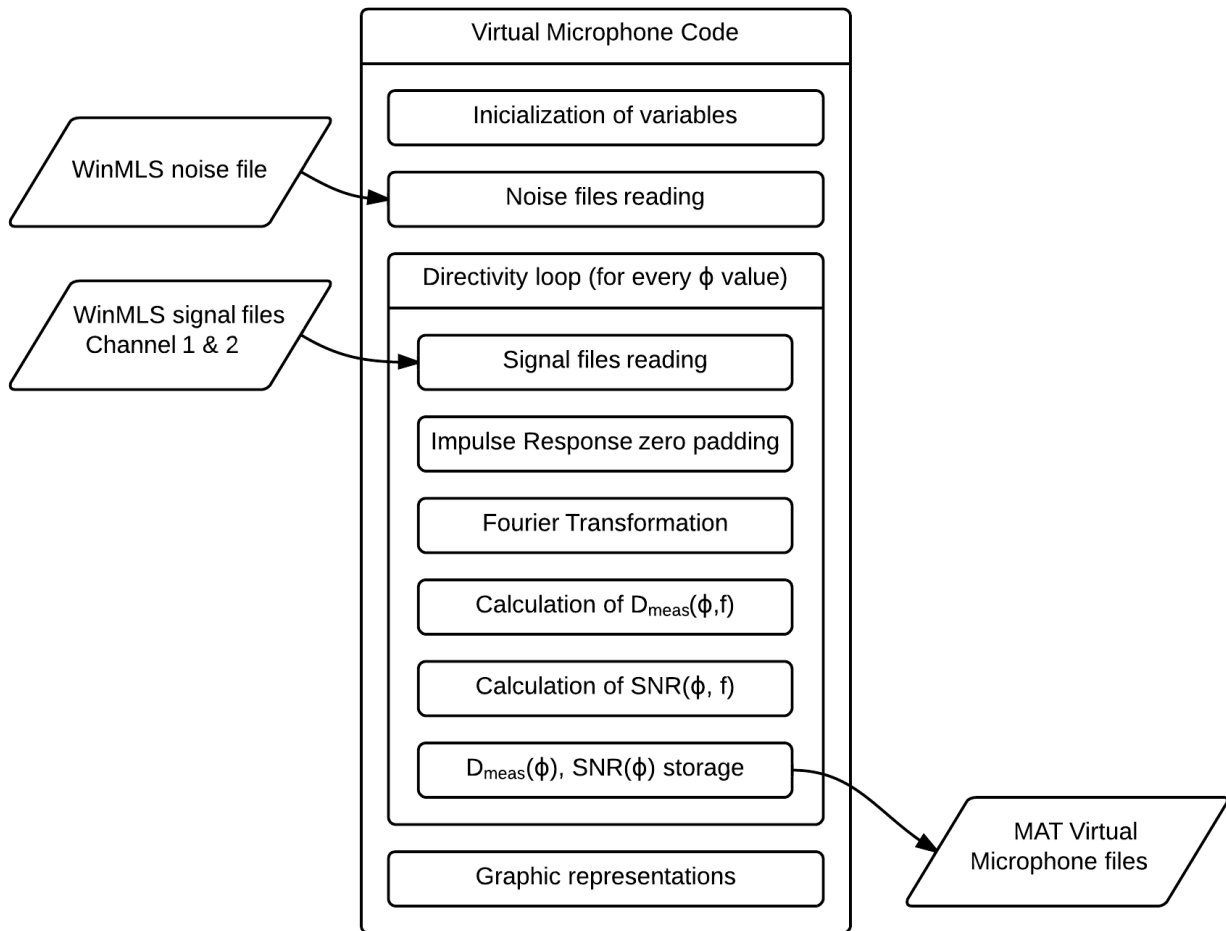 Virtual Microphone Code
Inicialization of variables
WinMLS noise file
Noise files reading
Directivity loop (for every ϕ value)
WinMLS signal files
Channel 1 & 2
Signal files reading
Impulse Response zero padding
Fourier Transformation
Calculation of Dmeas(ϕ,f)
Calculation of SNR(ϕ, f)
Dmeas(ϕ), SNR(ϕ) storage
MAT Virtual
Microphone files
Graphic representations